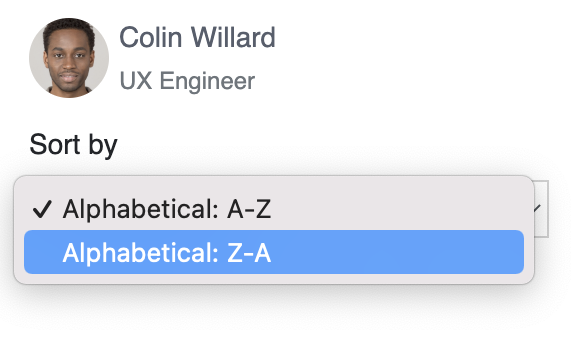 Colin Willard
UX Engineer
Sort by
✓ Alphabetical: A-Z
Alphabetical: Z-A